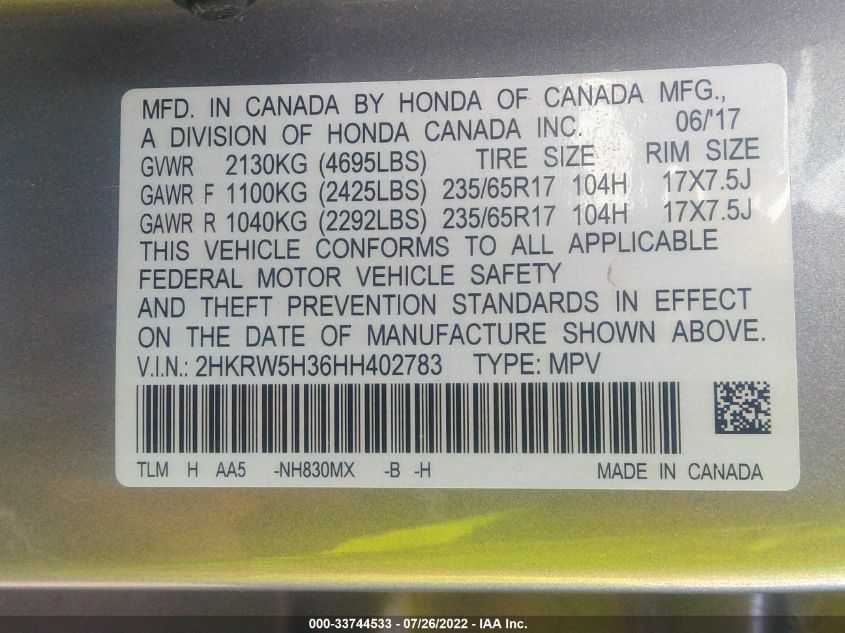 MFD. IN CANADA BY HONDA OF CANADA MFG.,
A DIVISION OF HONDA CANADA INC. 06/'17
GVWR 2130KG (4695LBS) TIRE SIZE RIM SIZE
GAWR F 1100KG (2425LBS) 235/65R17 104H 17X7.5J
GAWR R 1040KG (2292LBS) 235/65R17 104H 17X7.5J
THIS VEHICLE CONFORMS TO ALL APPLICABLE
FEDERAL MOTOR VEHICLE SAFETY
AND THEFT PREVENTION STANDARDS IN EFFECT
ON THE DATE OF MANUFACTURE SHOWN ABOVE.
V.I.N.: 2HKRW5H36HH402783 TYPE: MPV
TLM H AA5 -NH830MX -B -H MADE IN CANADA
000-33744533 - 07/26/2022 - IAA Inc.